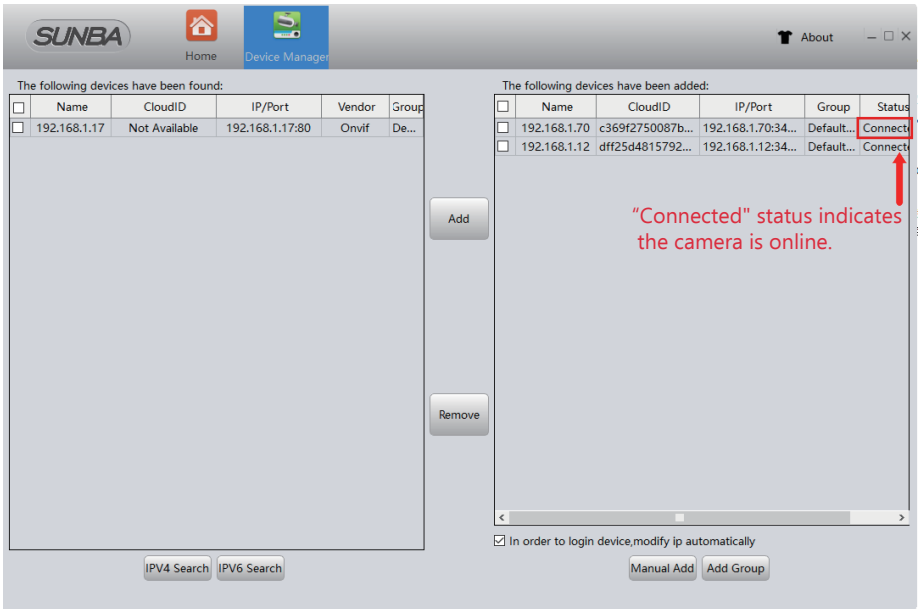 SUNBA
Home
Device Manager
About
The following devices have been found:
Name CloudID IP/Port Vendor Group
192.168.1.17 Not Available 192.168.1.17:80 Onvif De...
Add
Remove
IPV4 Search IPV6 Search
The following devices have been added:
Name CloudID IP/Port Group Status
192.168.1.70 c369f2750087b... 192.168.1.70:34... Default... Connecte
192.168.1.12 dff25d4815792... 192.168.1.12:34... Default... Connecte
“Connected" status indicates
the camera is online.
In order to login device,modify ip automatically
Manual Add Add Group